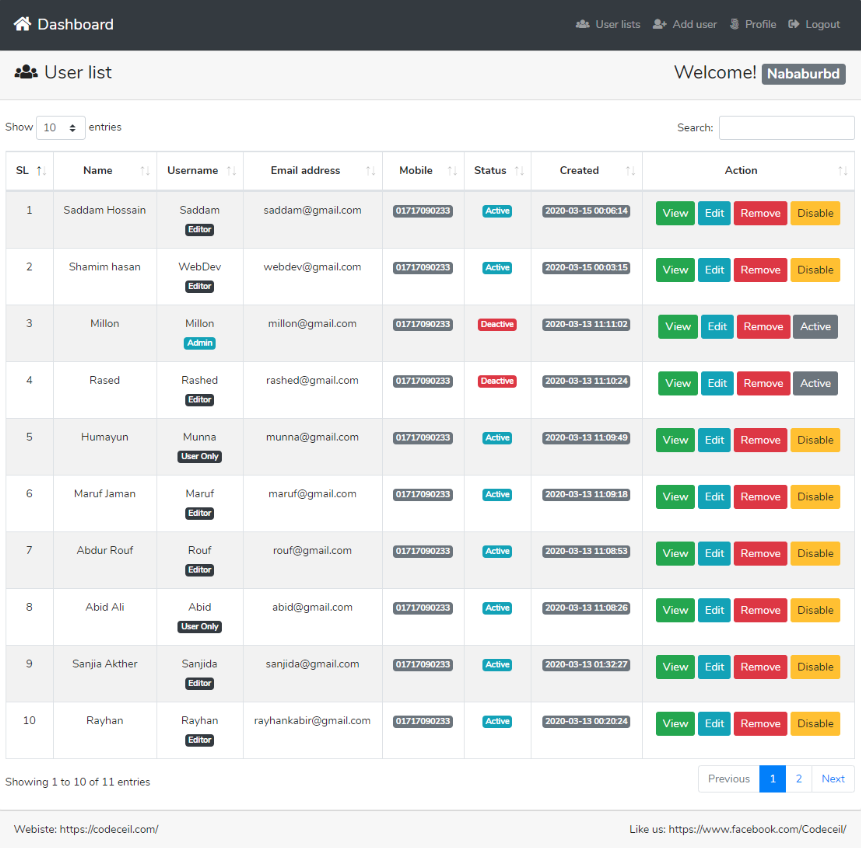 Dashboard User lists Add user Profile Logout
User list Welcome! Nababurbd
Show 10 entries Search:
SL Name Username Email address Mobile Status Created Action
1 Saddam Hossain Saddam saddam@gmail.com 01717090233 Active 2020-03-15 00:06:14 View Edit Remove Disable
Editor
2 Shamim hasan WebDev webdev@gmail.com 01717090233 Active 2020-03-15 00:03:15 View Edit Remove Disable
Editor
3 Millon Millon millon@gmail.com 01717090233 Deactive 2020-03-13 11:11:02 View Edit Remove Active
Admin
4 Rased Rashed rashed@gmail.com 01717090233 Deactive 2020-03-13 11:10:24 View Edit Remove Active
Editor
5 Humayun Munna munna@gmail.com 01717090233 Active 2020-03-13 11:09:49 View Edit Remove Disable
User Only
6 Maruf Jaman Maruf maruf@gmail.com 01717090233 Active 2020-03-13 11:09:18 View Edit Remove Disable
Editor
7 Abdur Rouf Rouf rouf@gmail.com 01717090233 Active 2020-03-13 11:08:53 View Edit Remove Disable
Editor
8 Abid Ali Abid abid@gmail.com 01717090233 Active 2020-03-13 11:08:26 View Edit Remove Disable
User Only
9 Sanjia Akther Sanjida sanjida@gmail.com 01717090233 Active 2020-03-13 01:32:27 View Edit Remove Disable
Editor
10 Rayhan Rayhan rayhankabir@gmail.com 01717090233 Active 2020-03-13 00:20:24 View Edit Remove Disable
Editor
Showing 1 to 10 of 11 entries Previous 1 2 Next
Webiste: https://codeceil.com/ Like us: https://www.facebook.com/Codeceil/